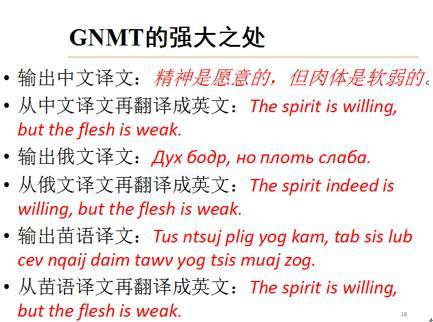 GNMT的强大之处
• 输出中文译文：精神是愿意的，但肉体是软弱的。
• 从中文译文再翻译成英文：The spirit is willing,
but the flesh is weak.
• 输出俄文译文：Дух бодр, но плоть слаба.
• 从俄文译文再翻译成英文：The spirit indeed is
willing, but the flesh is weak.
• 输出苗语译文：Tus ntsuj plig yog kam, tab sis lub
cev nqaij daim tawv yog tsis muaj zog.
• 从苗语译文再翻译成英文：The spirit is willing,
but the flesh is weak.